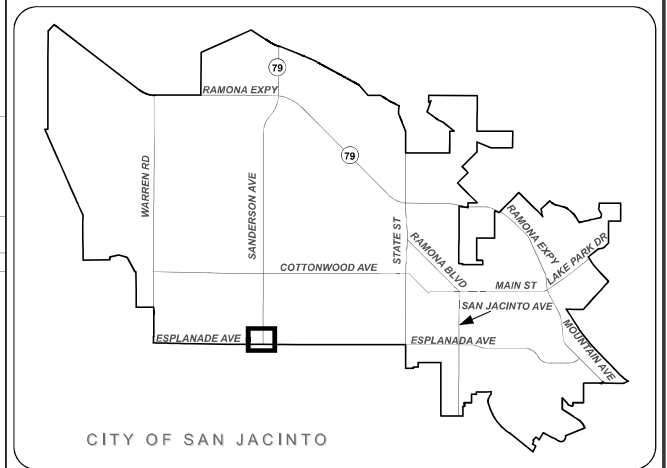 79
RAMONA EXPY
79
WARREN RD
SANDERSON AVE
STATE ST
RAMONA EXPY
LAKE PARK DR
RAMONA BLVD
COTTONWOOD AVE
MAIN ST
SAN JACINTO AVE
ESPLANADE AVE
ESPLANADA AVE
MOUNTAIN AVE
CITY OF SAN JACINTO